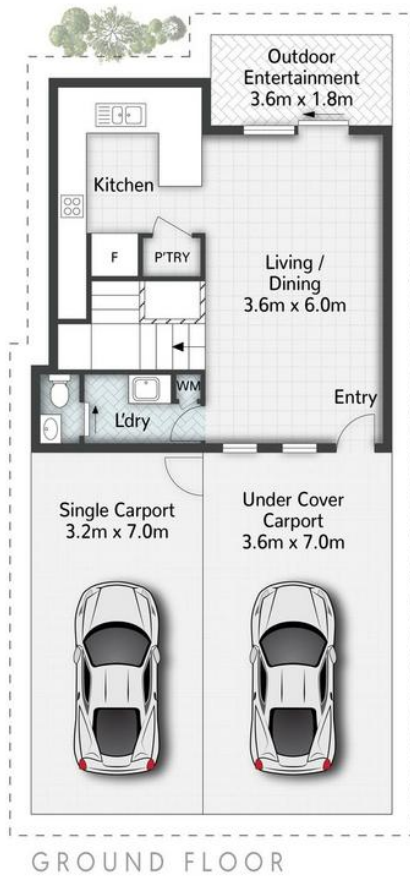 Outdoor
Entertainment
3.6m x 1.8m
Kitchen
F
P'TRY
Living /
Dining
3.6m x 6.0m
WM
Entry
L'dry
Single Carport
3.2m x 7.0m
Under Cover
Carport
3.6m x 7.0m
GROUND FLOOR